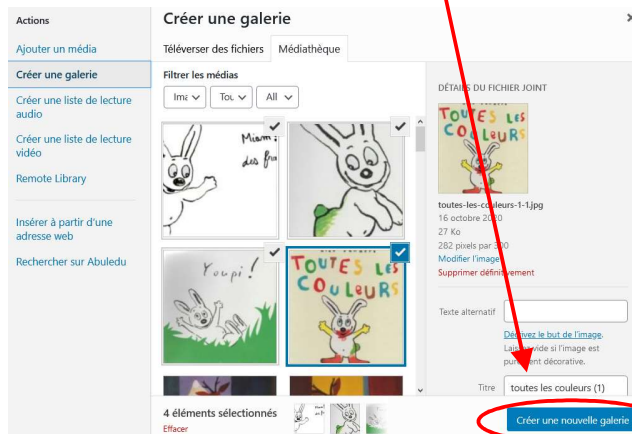 Actions
Ajouter un média
Créer une galerie
Créer une liste de lecture
audio
Créer une liste de lecture
vidéo
Remote Library
Insérer à partir d'une
adresse web
Rechercher sur Abuledu
Créer une galerie
Téléverser des fichiers
Médiathèque
Filtrer les médias
Ima
Tou
All
Miam :
des fru
Youpi !
TOUTES LES
COULEURS
4 éléments sélectionnés
Effacer
DÉTAILS DU FICHIER JOINT
TOUTES LES
COULEURS
toutes-les-couleurs-1-1.jpg
16 octobre 2020
27 Ko
282 pixels par 300
Modifier l'image
Supprimer définitivement
Texte alternatif
Décrivez le but de l'image.
Laissez vide si l'image est
purement décorative.
Titre
toutes les couleurs (1)
Créer une nouvelle galerie